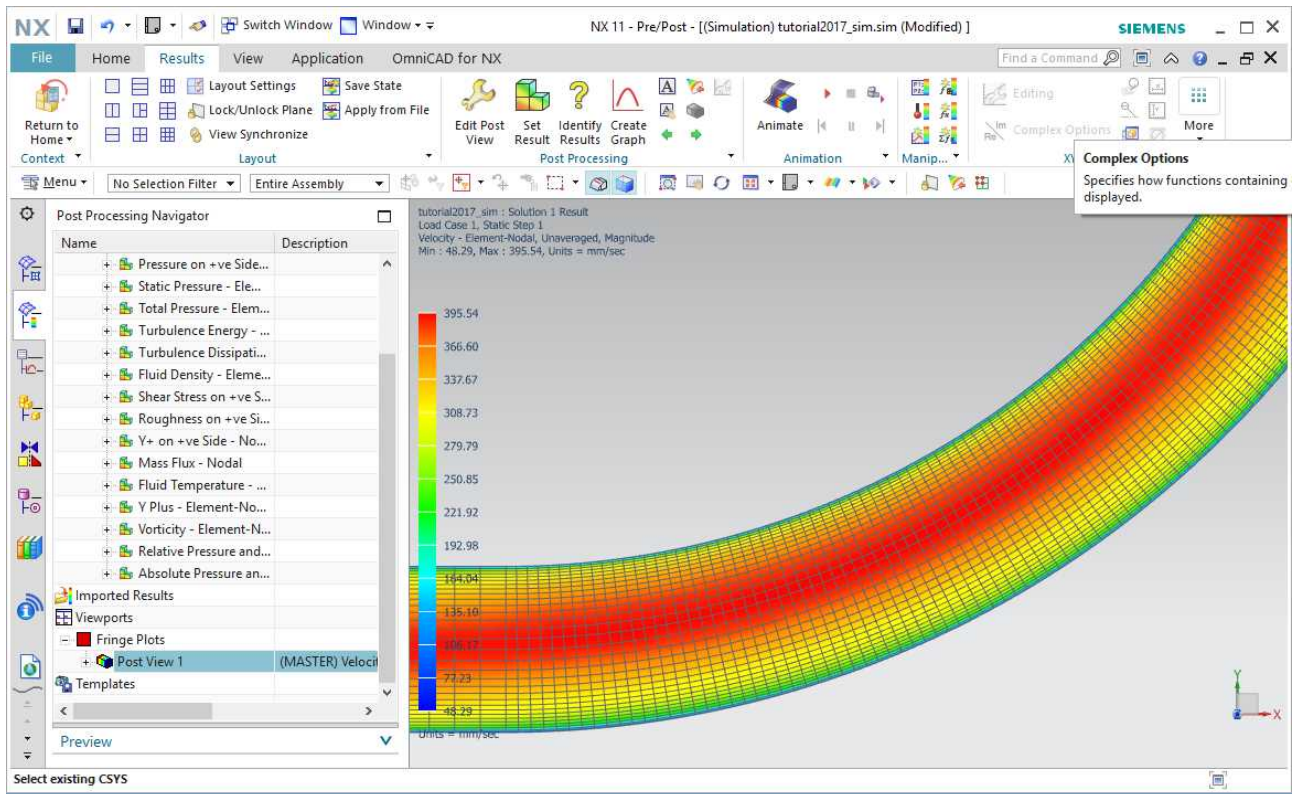 NX
Switch Window
Window
NX 11 - Pre/Post - [(Simulation) tutorial2017_sim.sim (Modified) ]
SIEMENS
File
Home
Results
View
Application
OmniCAD for NX
Find a Command
Return to Home
Layout Settings
Save State
Lock/Unlock Plane
Apply from File
View Synchronize
Edit Post View
Set Result
Identify Results
Create Graph
Animate
Editing
Complex Options
More
Context
Layout
Post Processing
Animation
Manip...
Complex Options
Specifies how functions containing
displayed.
Menu
No Selection Filter
Entire Assembly
Post Processing Navigator
Name
Description
Pressure on +ve Side...
Static Pressure - Ele...
Total Pressure - Elem...
Turbulence Energy - ...
Turbulence Dissipati...
Fluid Density - Eleme...
Shear Stress on +ve S...
Roughness on +ve Si...
Y+ on +ve Side - No...
Mass Flux - Nodal
Fluid Temperature - ...
Y Plus - Element-No...
Vorticity - Element-N...
Relative Pressure and...
Absolute Pressure an...
Imported Results
Viewports
Fringe Plots
Post View 1
(MASTER) Velocit
Templates
Preview
tutorial2017_sim : Solution 1 Result
Load Case 1, Static Step 1
Velocity - Element-Nodal, Unaveraged, Magnitude
Min : 48.29, Max : 395.54, Units = mm/sec
395.54
366.60
337.67
308.73
279.79
250.85
221.92
192.98
164.04
135.10
106.17
77.23
48.29
Units = mm/sec
Y
X
Select existing CSYS